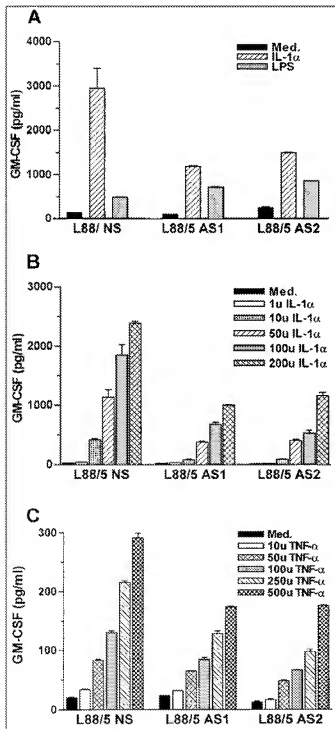 A
Med.
IL-1α
LPS
GM-CSF (pg/ml)
4000
3000
2000
1000
0
L88/ NS
L88/5 AS1
L88/5 AS2
B
Med.
1u IL-1α
10u IL-1α
50u IL-1α
100u IL-1α
200u IL-1α
GM-CSF (pg/ml)
3000
2000
1000
0
L88/5 NS
L88/5 AS1
L88/5 AS2
C
Med.
10u TNF-α
50u TNF-α
100u TNF-α
250u TNF-α
500u TNF-α
GM-CSF (pg/ml)
300
200
100
0
L88/5 NS
L88/5 AS1
L88/5 AS2